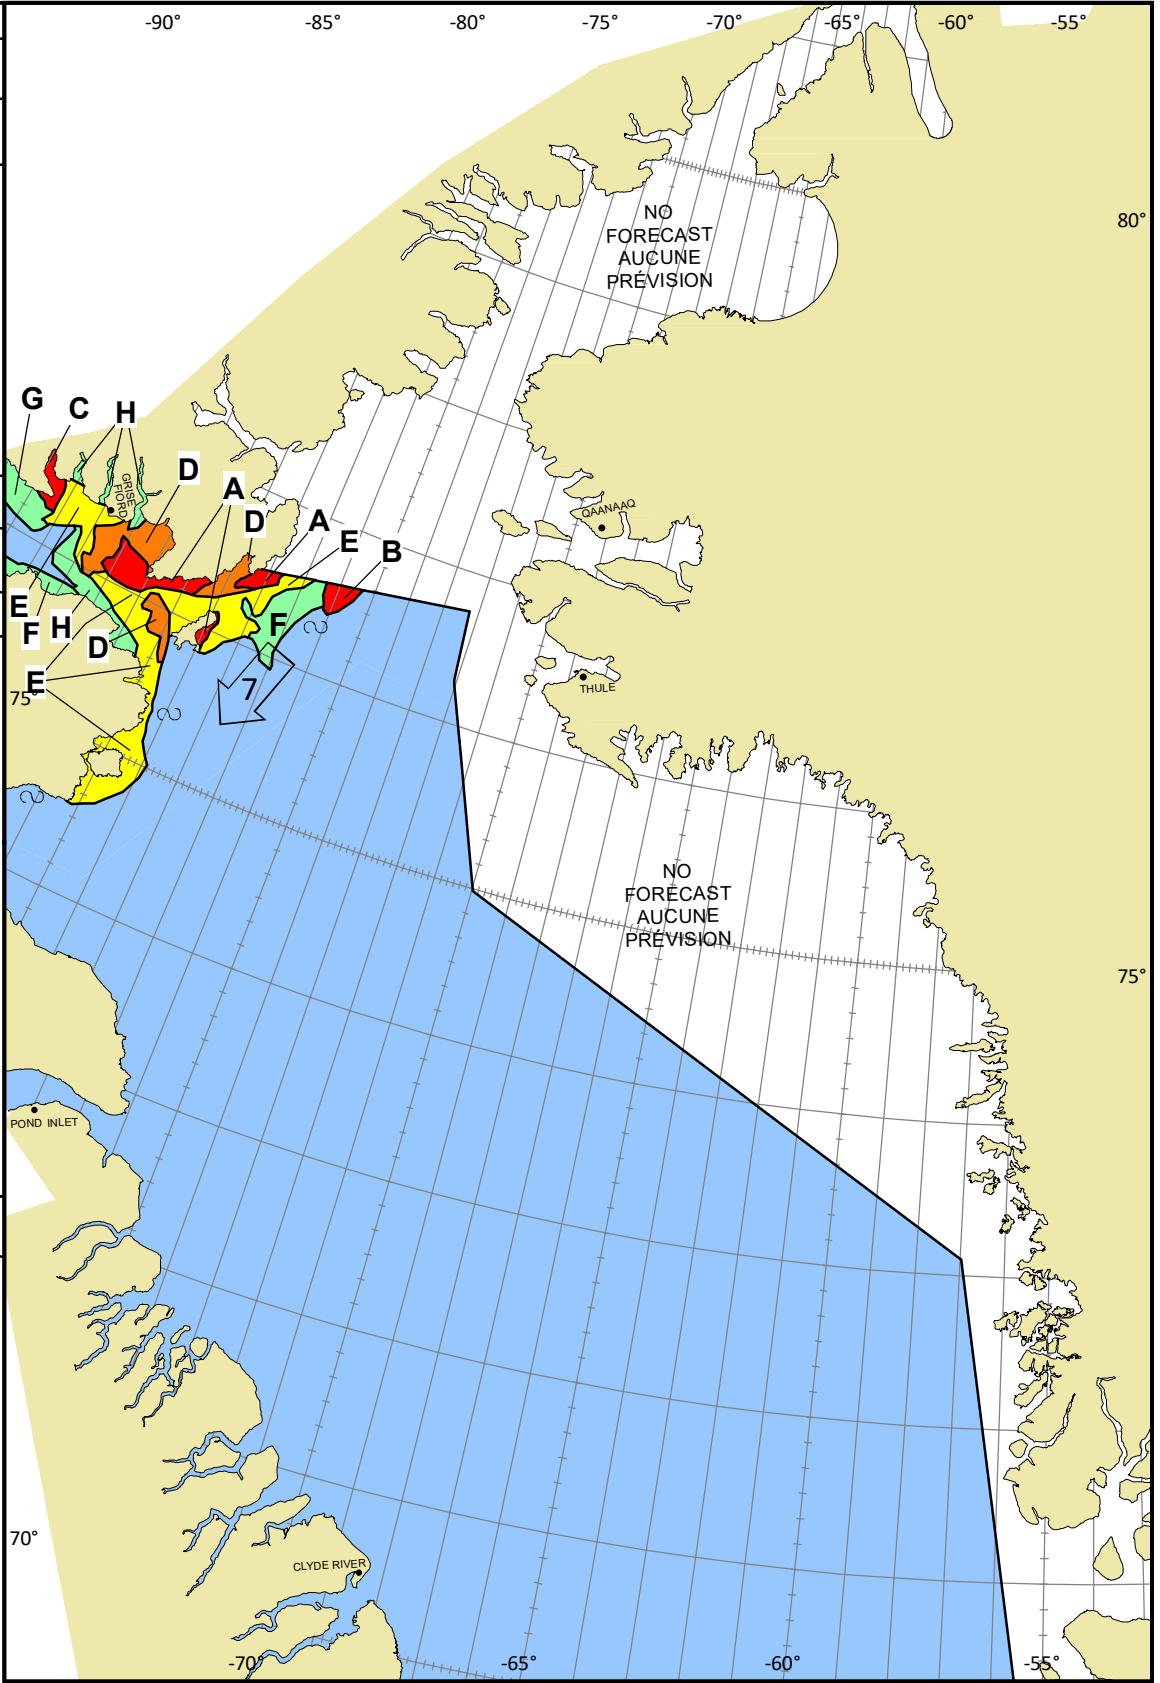 -90°
-85°
-80°
-75°
-70°
-65°
-60°
-55°
80°
NO
FORECAST
AUCUNE
PRÉVISION
G
C
H
D
A
D
A
E
B
GRISE
FIORD
QAANAAQ
E
F
H
D
F
E
75°
7
THULE
NO
FORECAST
AUCUNE
PRÉVISION
75°
POND INLET
70°
CLYDE RIVER
-70°
-65°
-60°
-55°